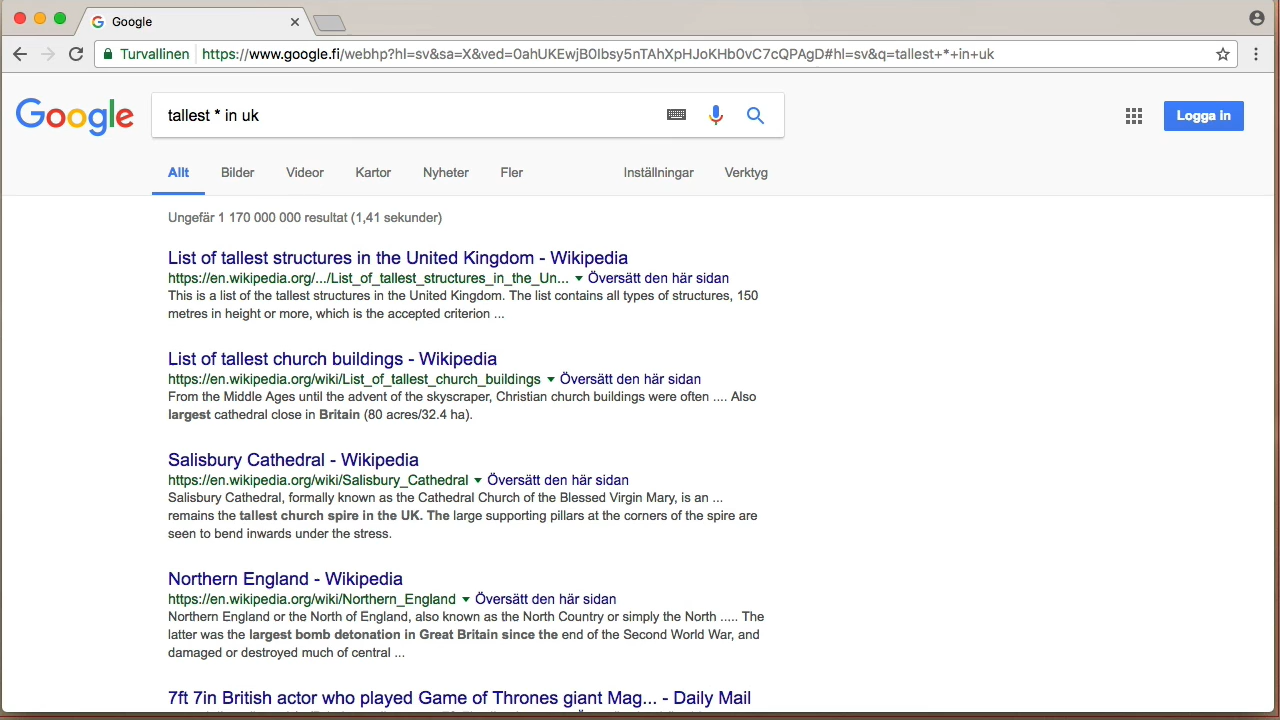 Google
Turvallinen https://www.google.fi/webhp?hl=sv&sa=X&ved=0ahUKEwjB0Ibsy5nTAhXpHJoKHb0vC7cQPAgD#hl=sv&q=tallest+*+in+uk
Google tallest * in uk Logga in
Allt Bilder Videor Kartor Nyheter Fler Inställningar Verktyg
Ungefär 1 170 000 000 resultat (1,41 sekunder)
List of tallest structures in the United Kingdom - Wikipedia
https://en.wikipedia.org/.../List_of_tallest_structures_in_the_Un... Översätt den här sidan
This is a list of the tallest structures in the United Kingdom. The list contains all types of structures, 150
metres in height or more, which is the accepted criterion ...
List of tallest church buildings - Wikipedia
https://en.wikipedia.org/wiki/List_of_tallest_church_buildings Översätt den här sidan
From the Middle Ages until the advent of the skyscraper, Christian church buildings were often .... Also
largest cathedral close in Britain (80 acres/32.4 ha).
Salisbury Cathedral - Wikipedia
https://en.wikipedia.org/wiki/Salisbury_Cathedral Översätt den här sidan
Salisbury Cathedral, formally known as the Cathedral Church of the Blessed Virgin Mary, is an ...
remains the tallest church spire in the UK. The large supporting pillars at the corners of the spire are
seen to bend inwards under the stress.
Northern England - Wikipedia
https://en.wikipedia.org/wiki/Northern_England Översätt den här sidan
Northern England or the North of England, also known as the North Country or simply the North ..... The
latter was the largest bomb detonation in Great Britain since the end of the Second World War, and
damaged or destroyed much of central ...
7ft 7in British actor who played Game of Thrones giant Mag... - Daily Mail